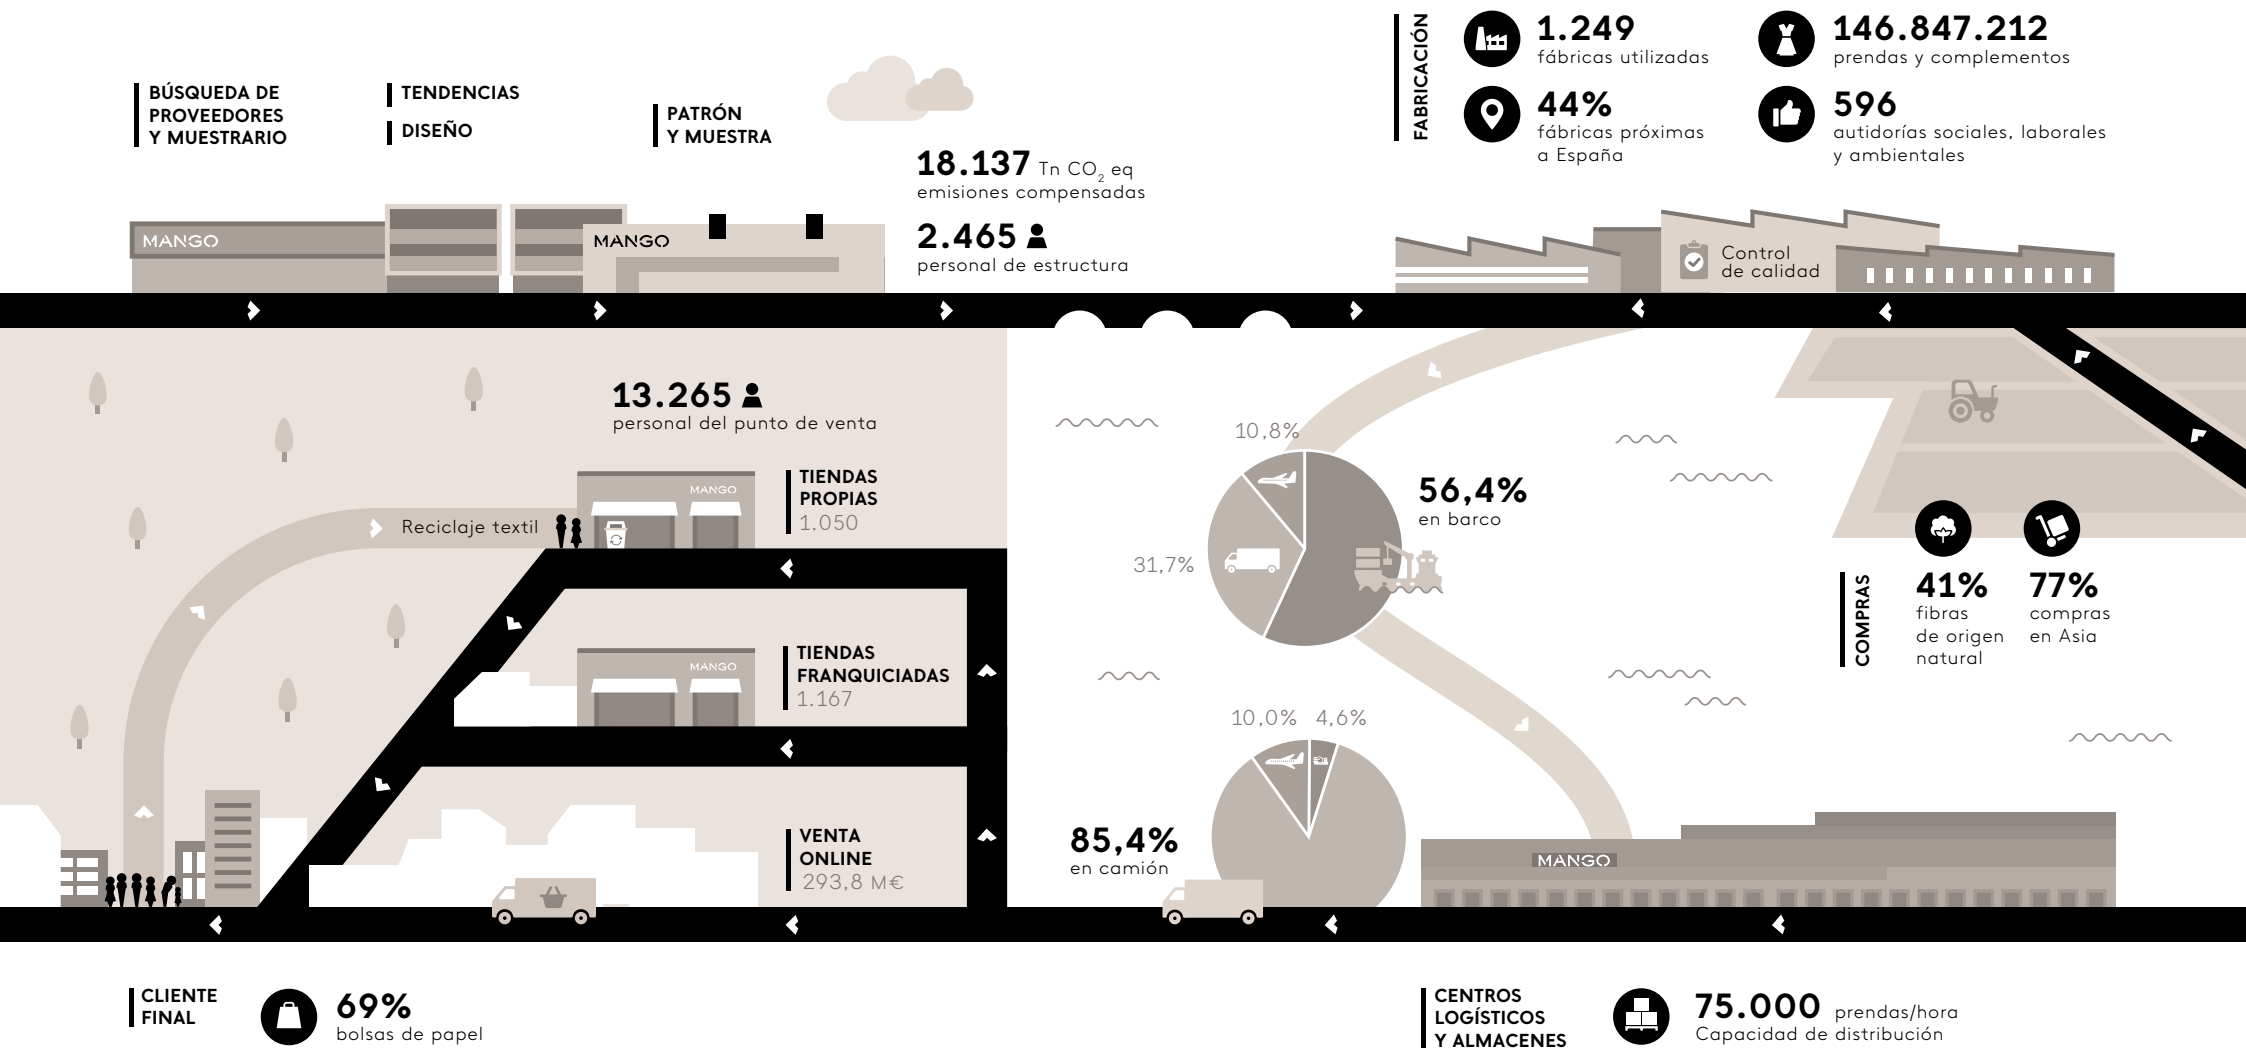 BÚSQUEDA DE
PROVEEDORES
Y MUESTRARIO
TENDENCIAS
DISEÑO
PATRÓN
Y MUESTRA
18.137 Tn CO2 eq
emisiones compensadas
2.465
personal de estructura
FABRICACIÓN
1.249
fábricas utilizadas
146.847.212
prendas y complementos
44%
fábricas próximas
a España
596
autidorías sociales, laborales
y ambientales
MANGO
MANGO
Control
de calidad
13.265
personal del punto de venta
MANGO
TIENDAS
PROPIAS
1.050
Reciclaje textil
MANGO
TIENDAS
FRANQUICIADAS
1.167
VENTA
ONLINE
293,8 M€
10,8%
56,4%
en barco
31,7%
10,0%
4,6%
85,4%
en camión
COMPRAS
41%
fibras
de origen
natural
77%
compras
en Asia
MANGO
CLIENTE
FINAL
69%
bolsas de papel
CENTROS
LOGÍSTICOS
Y ALMACENES
75.000 prendas/hora
Capacidad de distribución